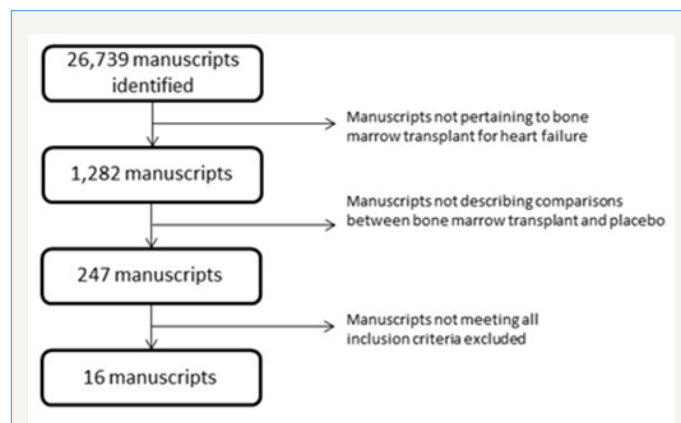 26,739 manuscripts
identified
Manuscripts not pertaining to bone
marrow transplant for heart failure
1,282 manuscripts
Manuscripts not describing comparisons
between bone marrow transplant and placebo
247 manuscripts
Manuscripts not meeting all
inclusion criteria excluded
16 manuscripts